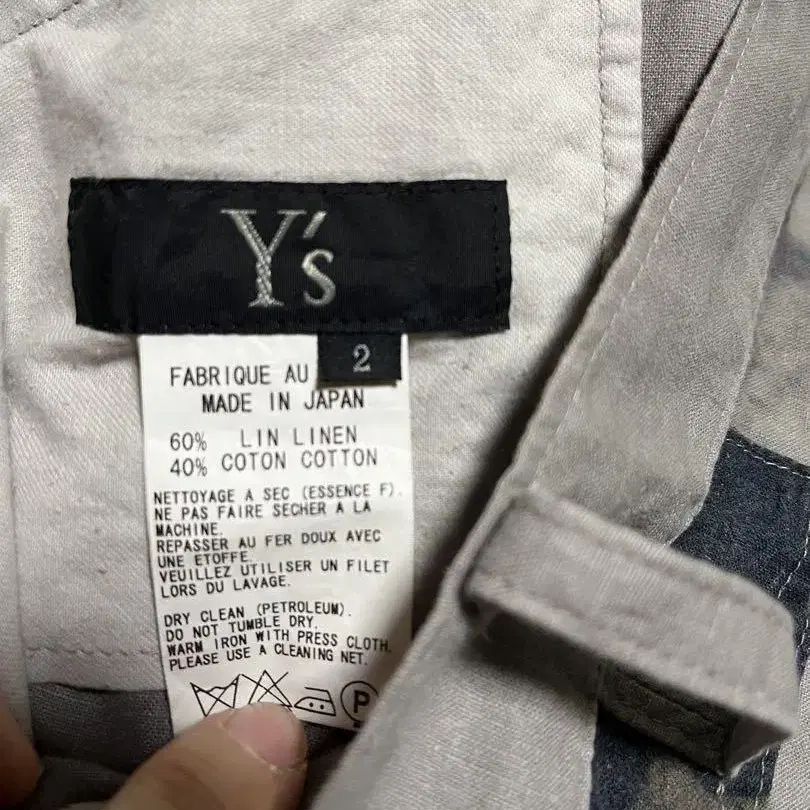 Y's
2
FABRIQUE AU
MADE IN JAPAN
60% LIN LINEN
40% COTON COTTON
NETTOYAGE A SEC (ESSENCE F).
NE PAS FAIRE SECHER A LA
MACHINE.
REPASSER AU FER DOUX AVEC
UNE ETOFFE.
VEUILLEZ UTILISER UN FILET
LORS DU LAVAGE.
DRY CLEAN (PETROLEUM).
DO NOT TUMBLE DRY.
WARM IRON WITH PRESS CLOTH.
PLEASE USE A CLEANING NET.
P